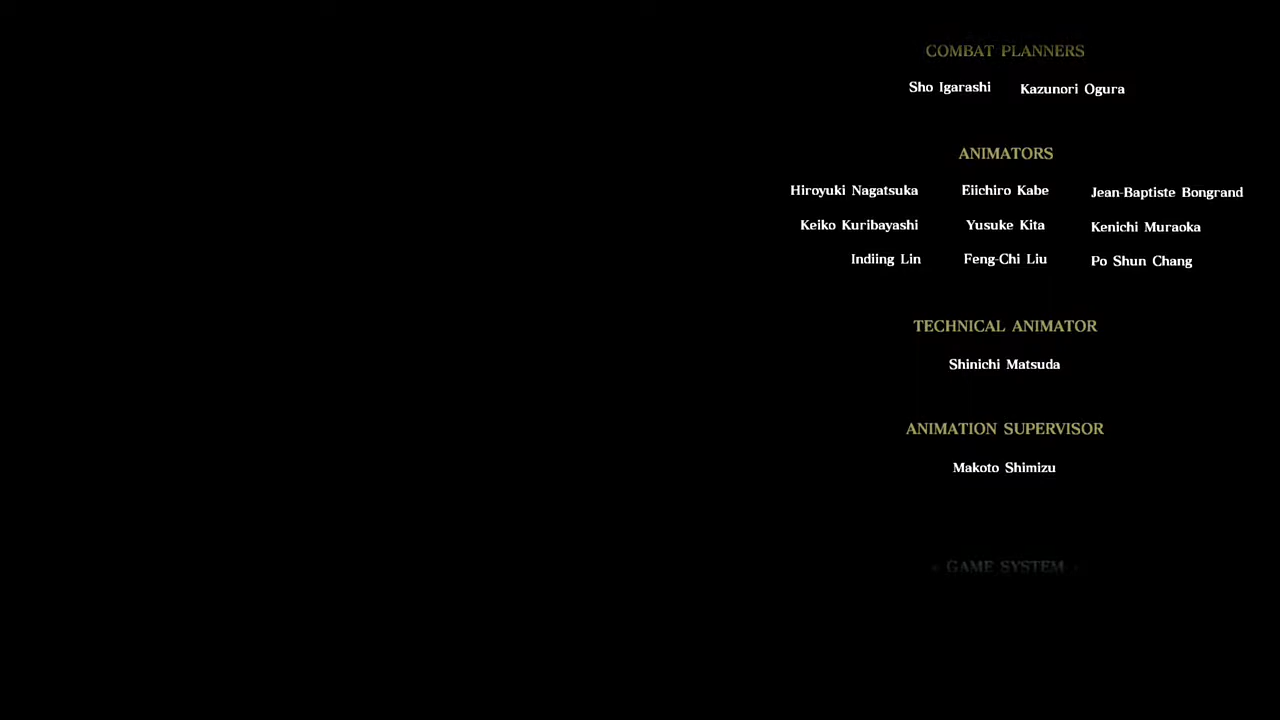 COMBAT PLANNERS
Sho Igarashi Kazunori Ogura
ANIMATORS
Hiroyuki Nagatsuka Eiichiro Kabe Jean-Baptiste Bongrand
Keiko Kuribayashi Yusuke Kita Kenichi Muraoka
Indiing Lin Feng-Chi Liu Po Shun Chang
TECHNICAL ANIMATOR
Shinichi Matsuda
ANIMATION SUPERVISOR
Makoto Shimizu
- GAME SYSTEM -